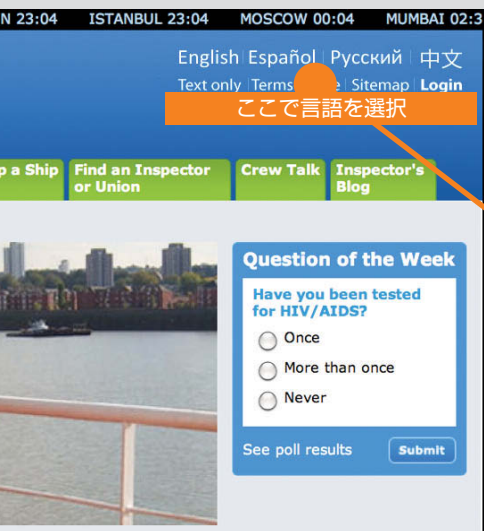 N 23:04 ISTANBUL 23:04 MOSCOW 00:04 MUMBAI 02:3
English Español Русский 中文
Text only Terms Sitemap Login
ここで言語を選択
a Ship Find an Inspector or Union Crew Talk Inspector's Blog
Question of the Week
Have you been tested
for HIV/AIDS?
Once
More than once
Never
See poll results Submit